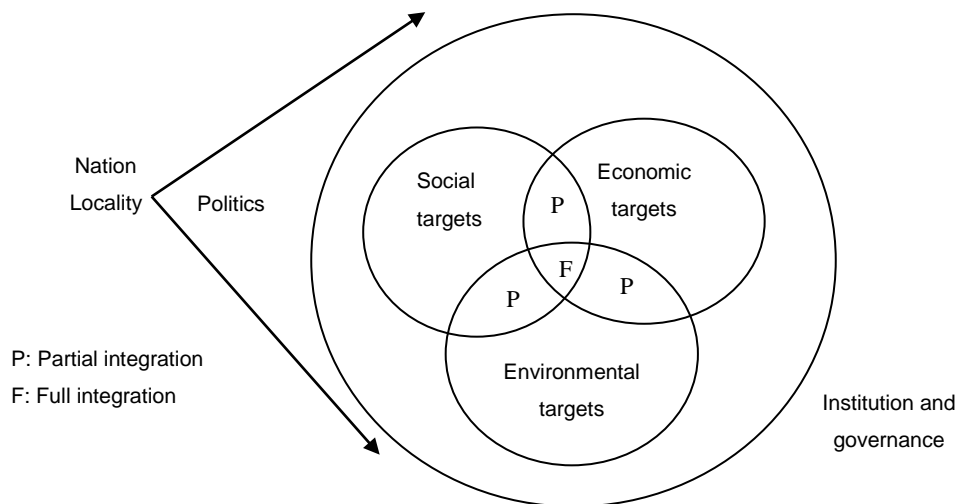 Nation
Locality
Politics
Social
targets
Economic
targets
P
F
P
P
Environmental
targets
P: Partial integration
F: Full integration
Institution and
governance